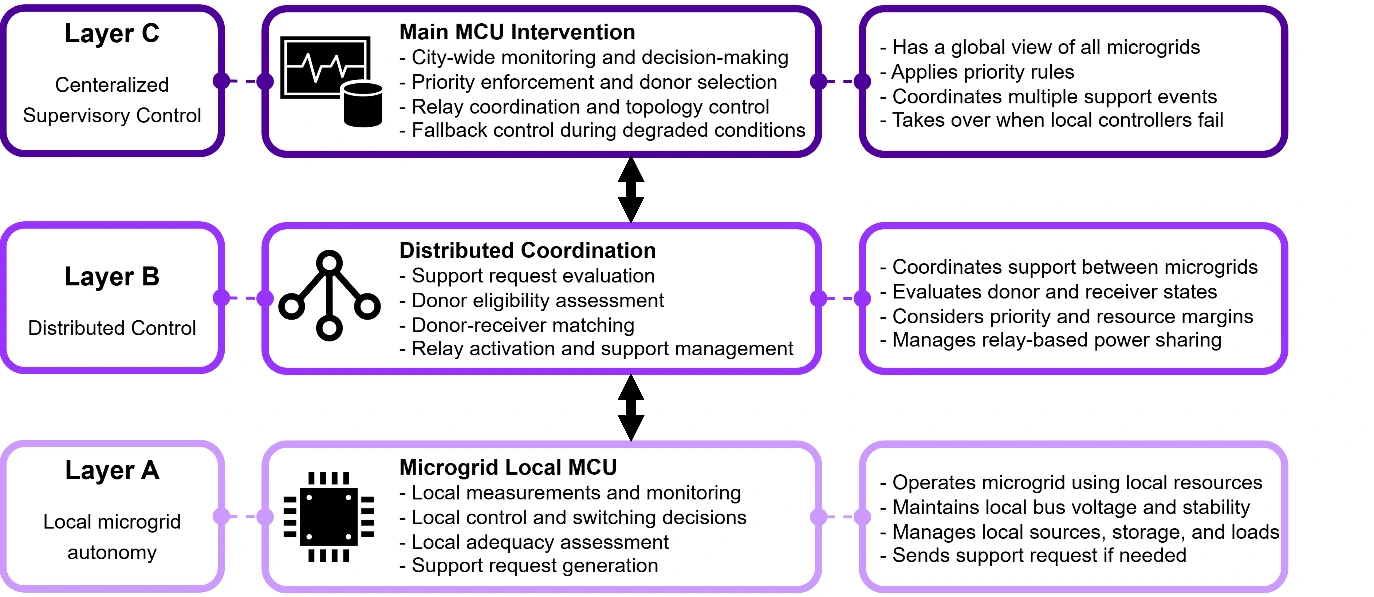 Layer C
Centeralized
Supervisory Control
Main MCU Intervention
- City-wide monitoring and decision-making
- Priority enforcement and donor selection
- Relay coordination and topology control
- Fallback control during degraded conditions
- Has a global view of all microgrids
- Applies priority rules
- Coordinates multiple support events
- Takes over when local controllers fail
Layer B
Distributed Control
Distributed Coordination
- Support request evaluation
- Donor eligibility assessment
- Donor-receiver matching
- Relay activation and support management
- Coordinates support between microgrids
- Evaluates donor and receiver states
- Considers priority and resource margins
- Manages relay-based power sharing
Layer A
Local microgrid
autonomy
Microgrid Local MCU
- Local measurements and monitoring
- Local control and switching decisions
- Local adequacy assessment
- Support request generation
- Operates microgrid using local resources
- Maintains local bus voltage and stability
- Manages local sources, storage, and loads
- Sends support request if needed